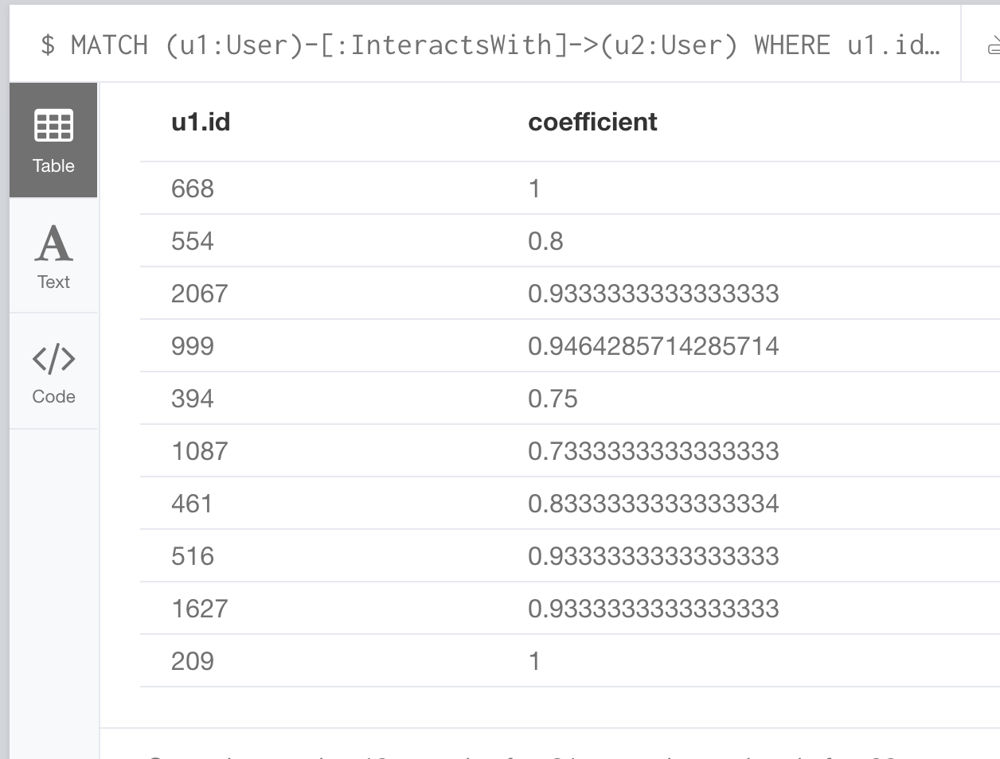 $ MATCH (u1:User)-[:InteractsWith]->(u2:User) WHERE u1.id…
u1.id coefficient
Table
668 1
554 0.8
Text
2067 0.9333333333333333
999 0.9464285714285714
Code
394 0.75
1087 0.7333333333333333
461 0.8333333333333334
516 0.9333333333333333
1627 0.9333333333333333
209 1